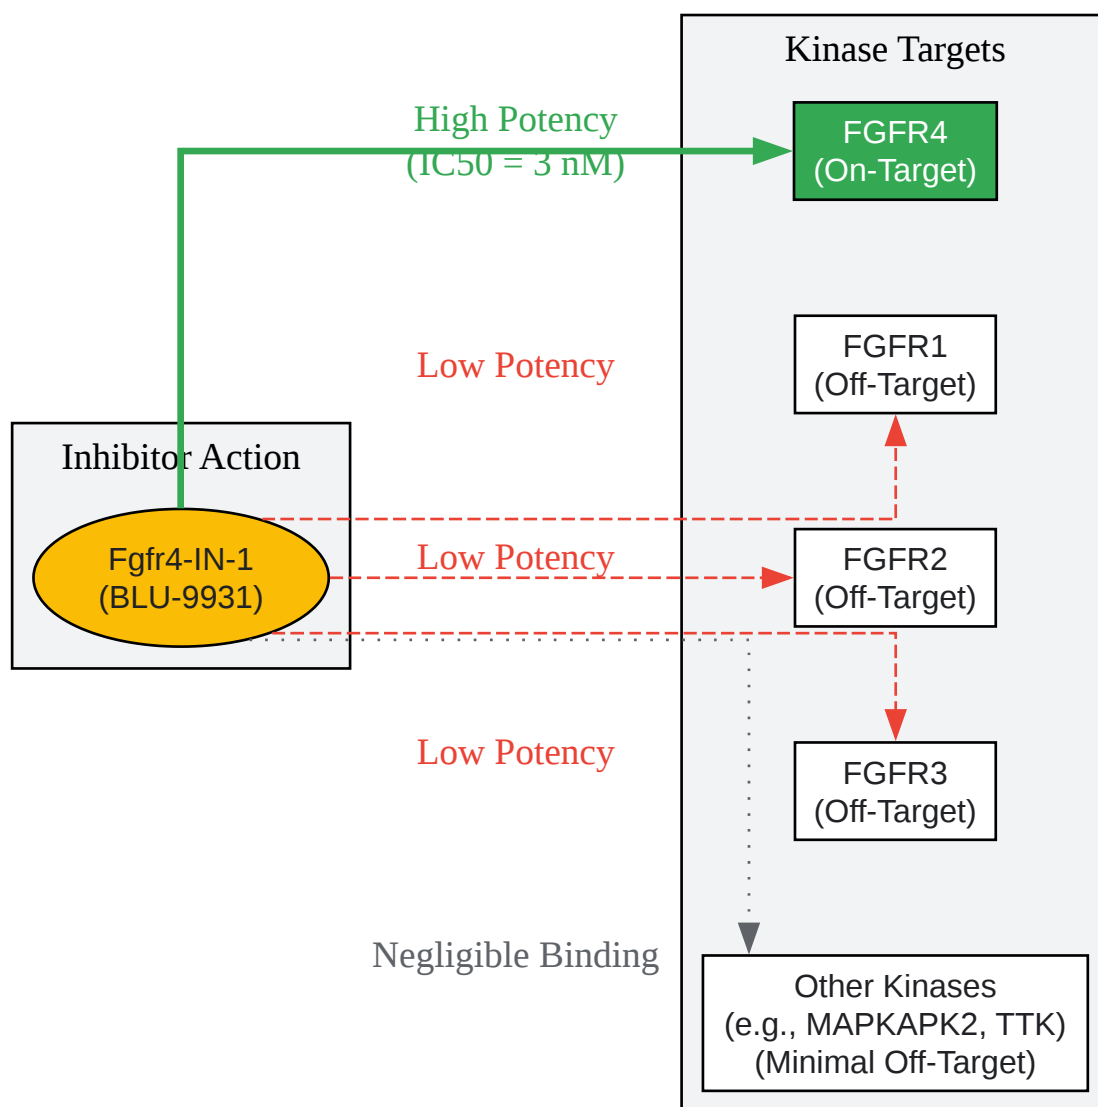 Kinase Targets
High Potency
(IC50 = 3 nM)
FGFR4
(On-Target)
Low Potency
FGFR1
(Off-Target)
Inhibitor Action
Fgfr4-IN-1
(BLU-9931)
Low Potency
FGFR2
(Off-Target)
Low Potency
FGFR3
(Off-Target)
Negligible Binding
Other Kinases
(e.g., MAPKAPK2, TTK)
(Minimal Off-Target)